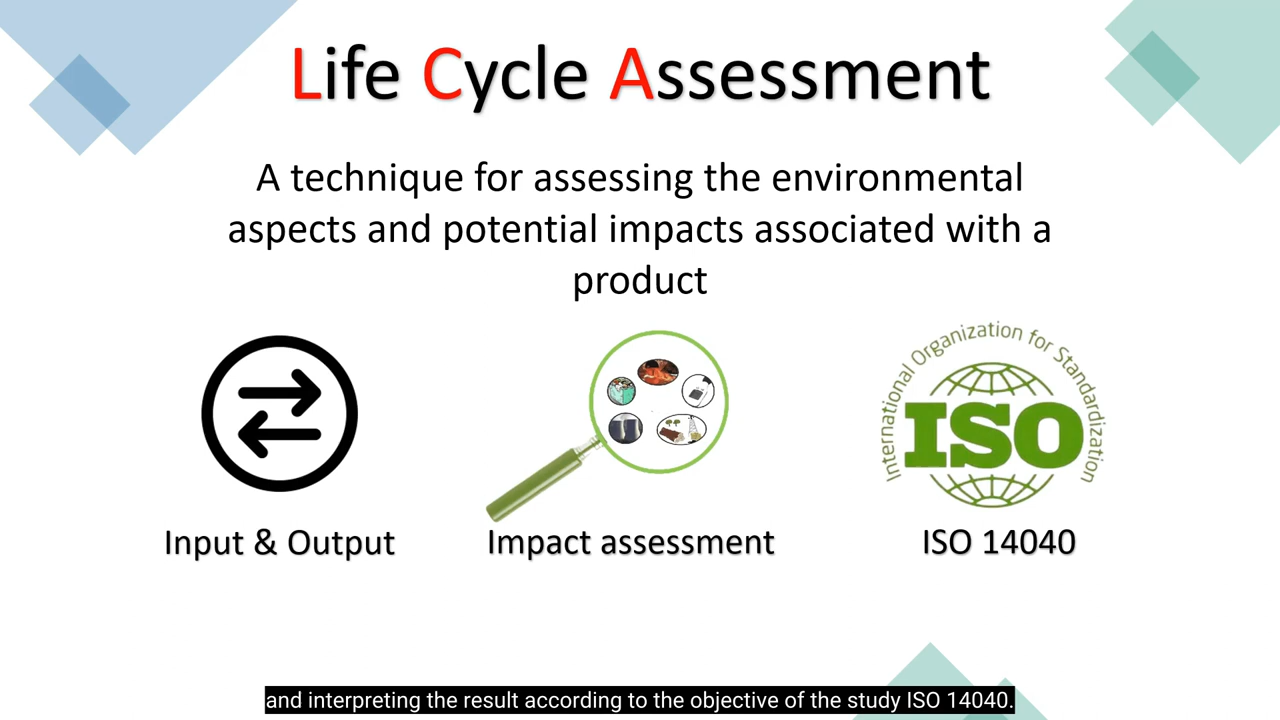 Life Cycle Assessment
A technique for assessing the environmental
aspects and potential impacts associated with a
product
International Organization for Standardization
ISO
Input & Output
Impact assessment
ISO 14040
and interpreting the result according to the objective of the study ISO 14040.